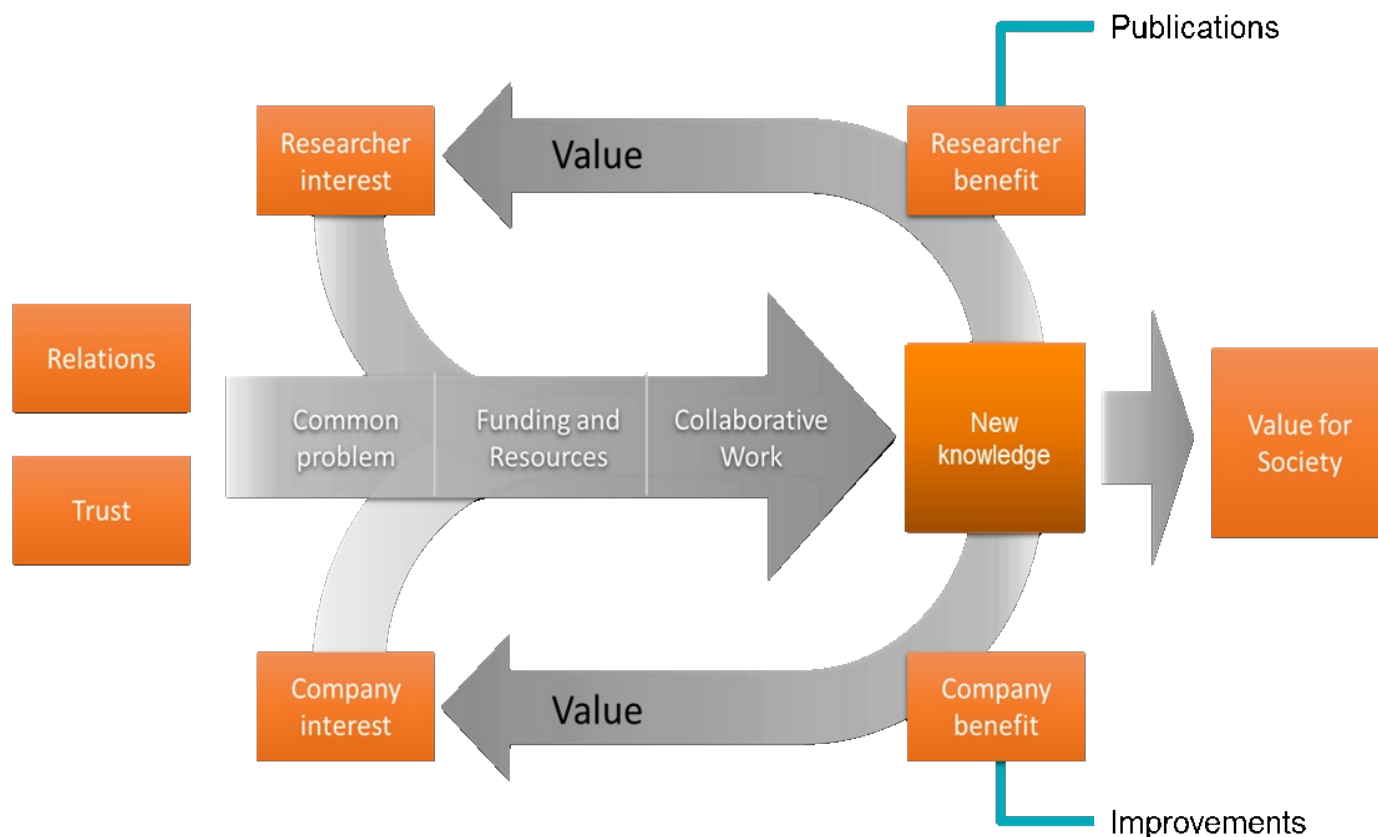 Publications
Researcher
interest
Value
Researcher
benefit
Relations
Trust
Common
problem
Funding and
Resources
Collaborative
Work
New
knowledge
Value for
Society
Company
interest
Value
Company
benefit
Improvements